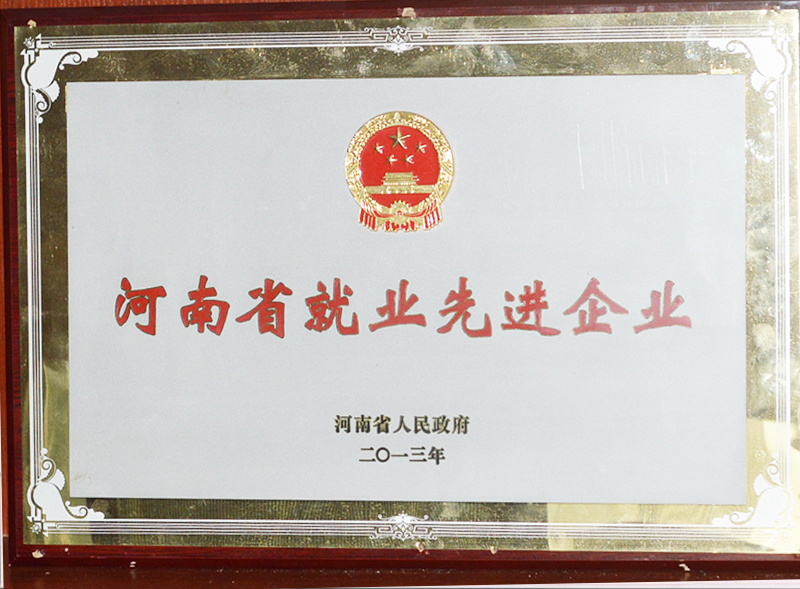 河南省就业先进企业
河南省人民政府
二〇一三年